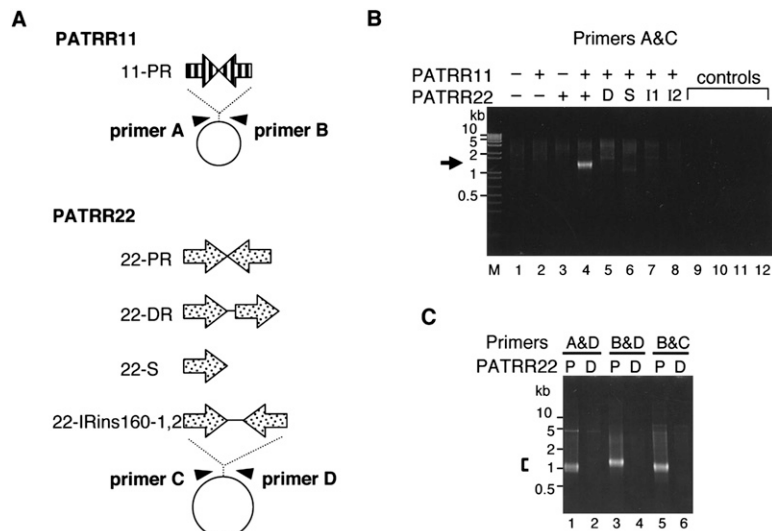 A
PATRR11
11-PR
primer A
primer B
PATRR22
22-PR
22-DR
22-S
22-IRins160-1,2
primer C
primer D
B
Primers A&C
PATRR11 − + − + + + + + controls
PATRR22 − − + + D S I1 I2
kb
10
5
2
1
0.5
M 1 2 3 4 5 6 7 8 9 10 11 12
C
Primers A&D B&D B&C
PATRR22 P D P D P D
kb
10
5
2
1
0.5
1 2 3 4 5 6